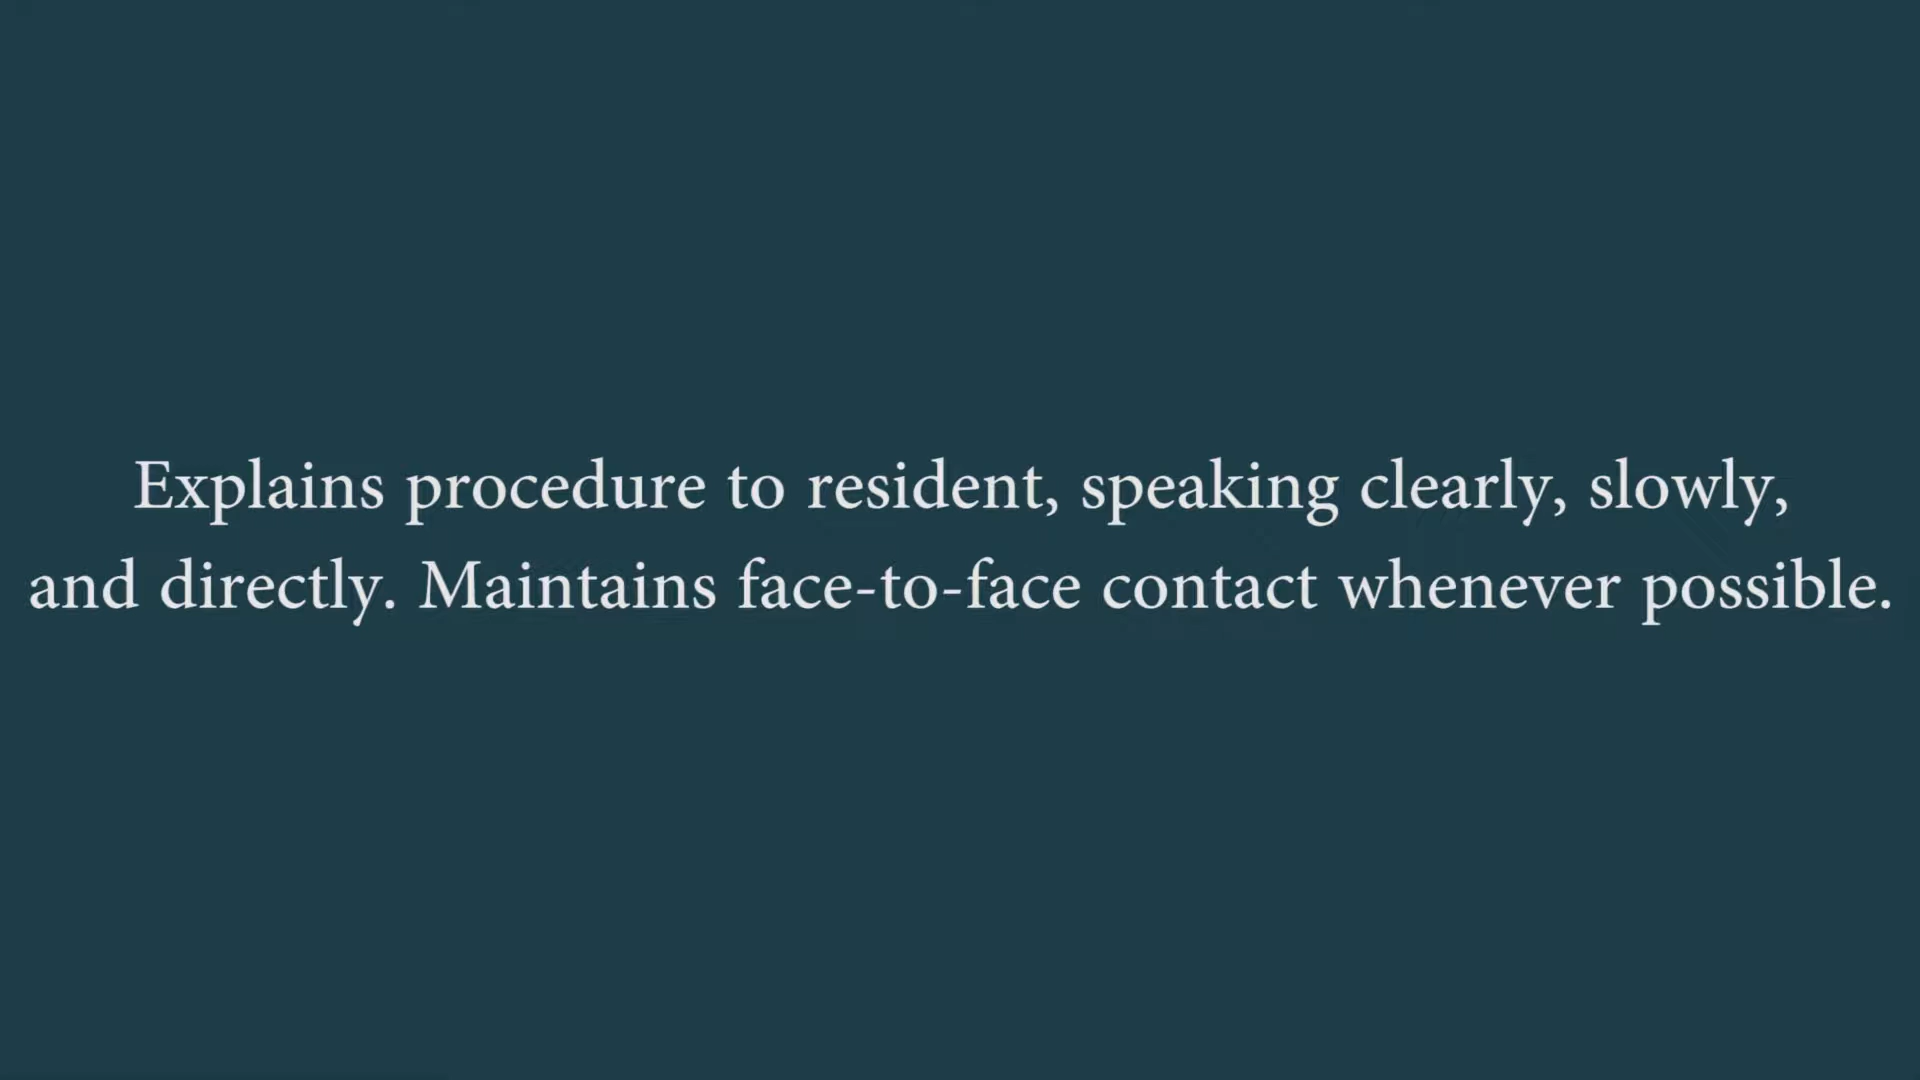 Explains procedure to resident, speaking clearly, slowly,
and directly. Maintains face-to-face contact whenever possible.